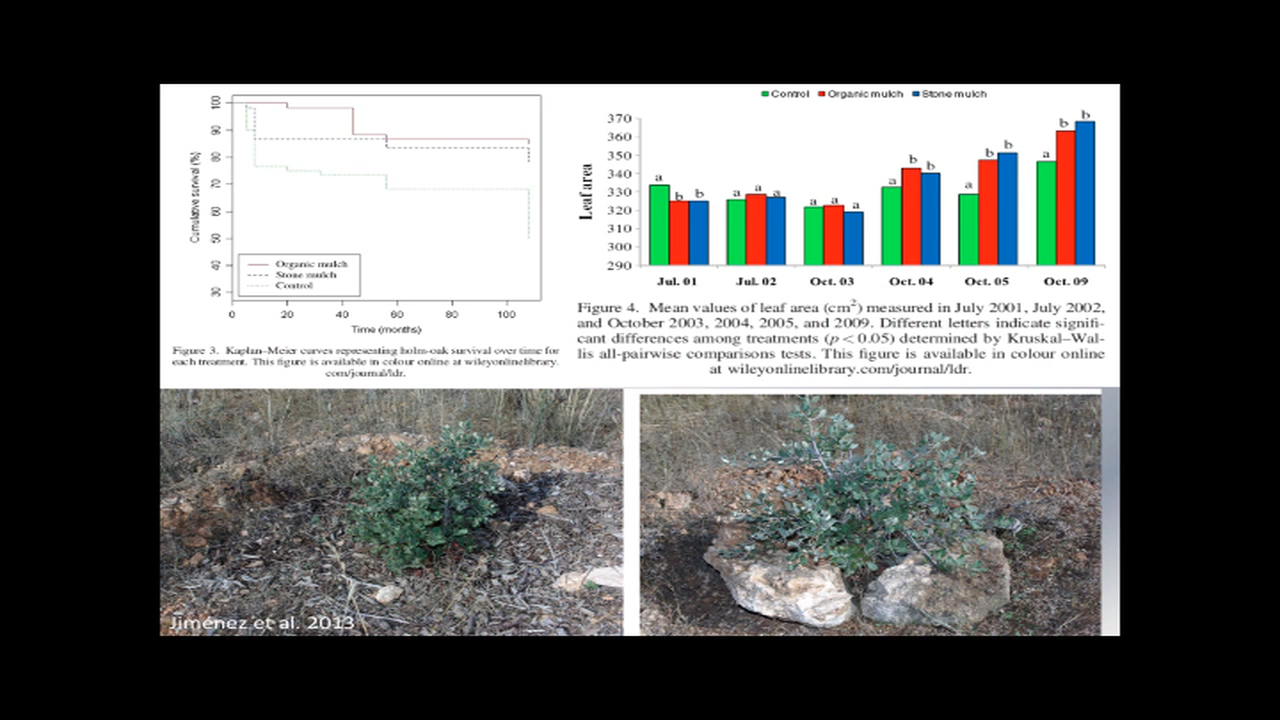 100
90
80
70
60
50
40
30
Cumulative survival (%)
Organic mulch
Stone mulch
Control
0 20 40 60 80 100
Time (months)
Figure 3. Kaplan–Meier curves representing holm-oak survival over time for
each treatment. This figure is available in colour online at wileyonlinelibrary.
com/journal/ldr.
Control Organic mulch Stone mulch
370
360
350
340
330
320
310
300
290
Leaf area
a b b a a a a a a a b b a b b a b b
Jul. 01 Jul. 02 Oct. 03 Oct. 04 Oct. 05 Oct. 09
Figure 4. Mean values of leaf area (cm²) measured in July 2001, July 2002,
and October 2003, 2004, 2005, and 2009. Different letters indicate signifi-
cant differences among treatments (p < 0.05) determined by Kruskal–Wal-
lis all-pairwise comparisons tests. This figure is available in colour online
at wileyonlinelibrary.com/journal/ldr.
Jiménez et al. 2013